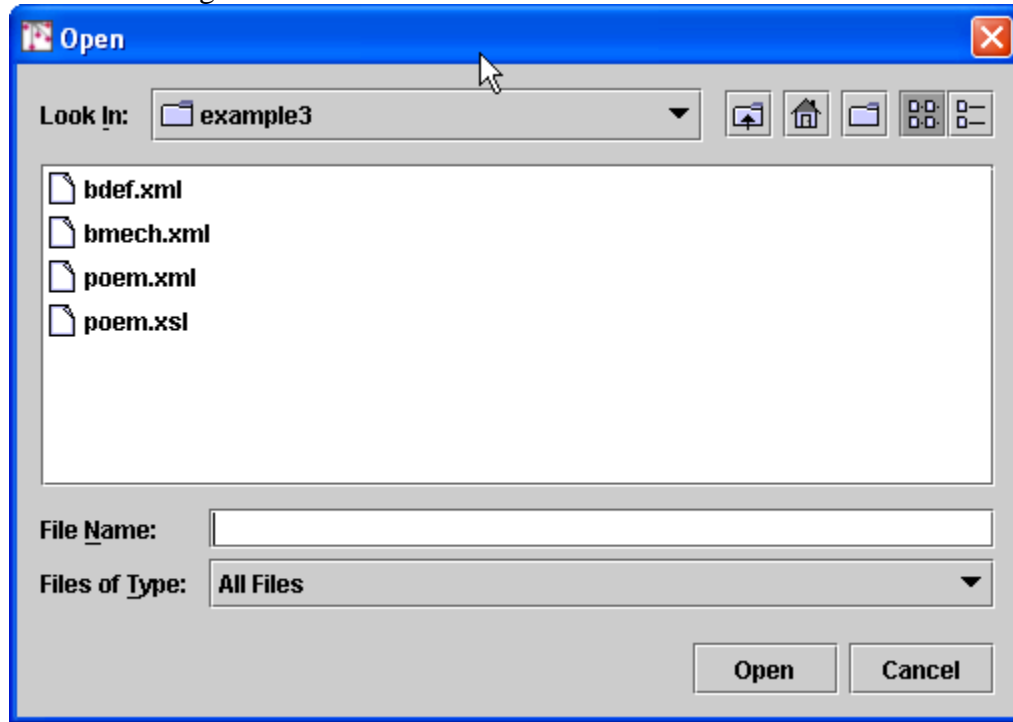 Open
Look In: example3
bdef.xml
bmech.xml
poem.xml
poem.xsl
File Name:
Files of Type: All Files
Open Cancel